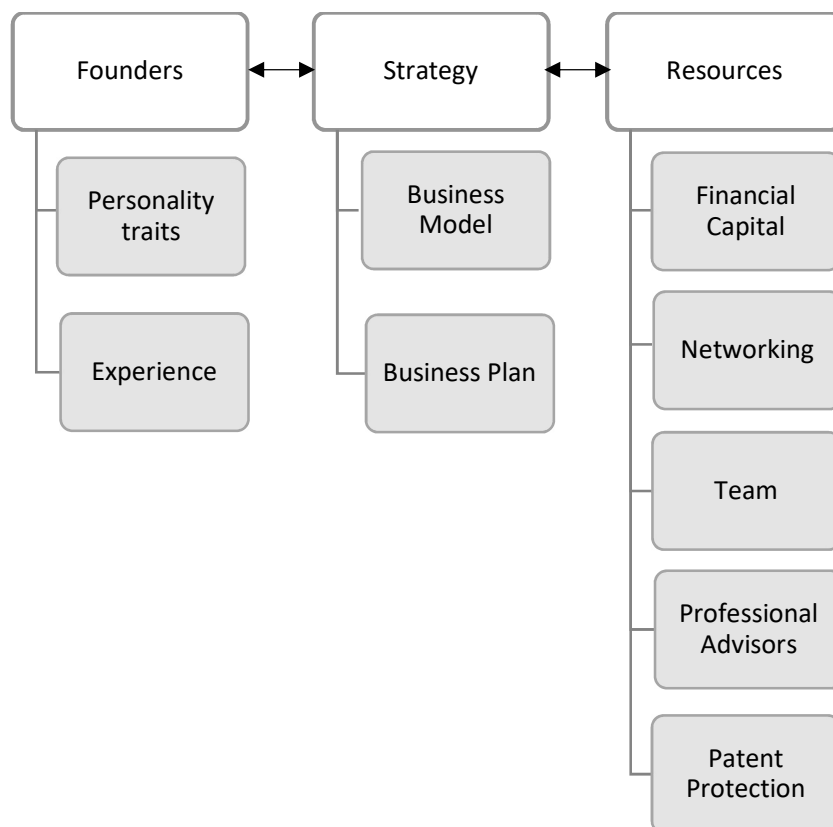 Founders
Strategy
Resources
Personality
traits
Experience
Business
Model
Business Plan
Financial
Capital
Networking
Team
Professional
Advisors
Patent
Protection